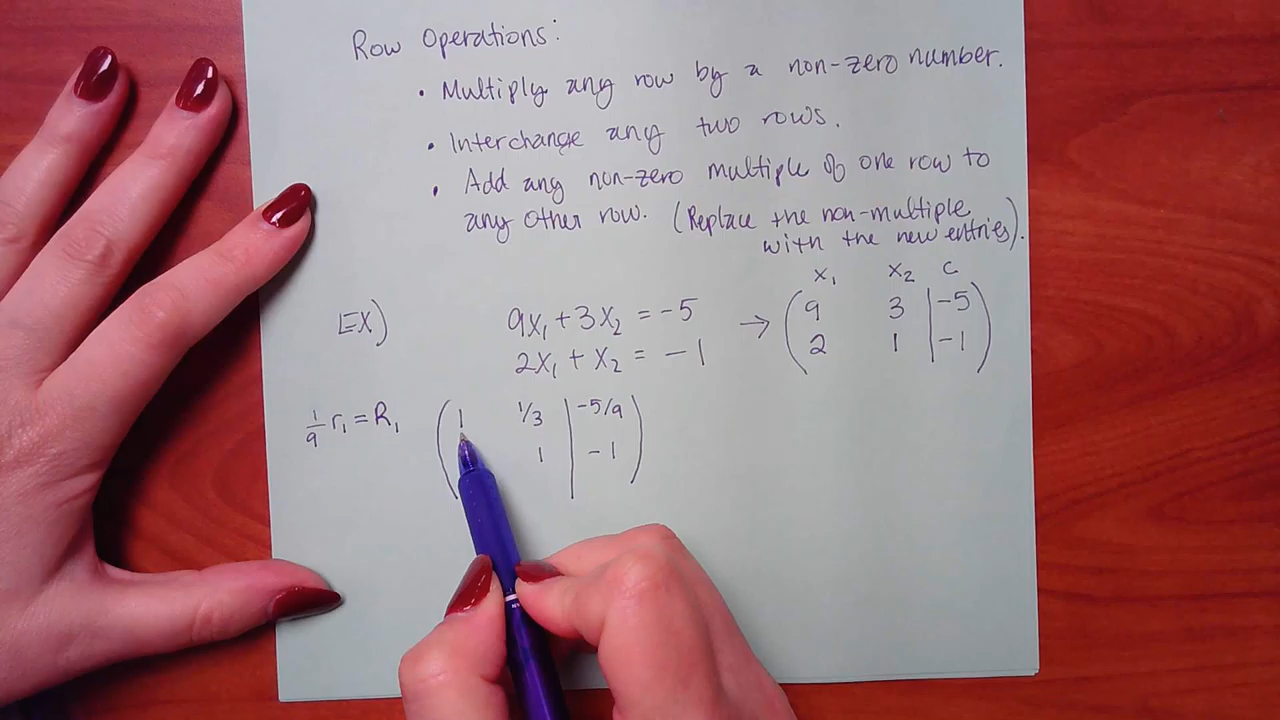 Row Operations:
• Multiply any row by a non-zero number.
• Interchange any two rows.
• Add any non-zero multiple of one row to
any other row. (Replace the non-multiple
with the new entries).
x₁ x₂ c
EX) 9x₁ + 3x₂ = -5 → ( 9 3 | -5 )
2x₁ + x₂ = -1 ( 2 1 | -1 )
1/9 r₁ = R₁ ( 1 1/3 | -5/9 )
1 | -1